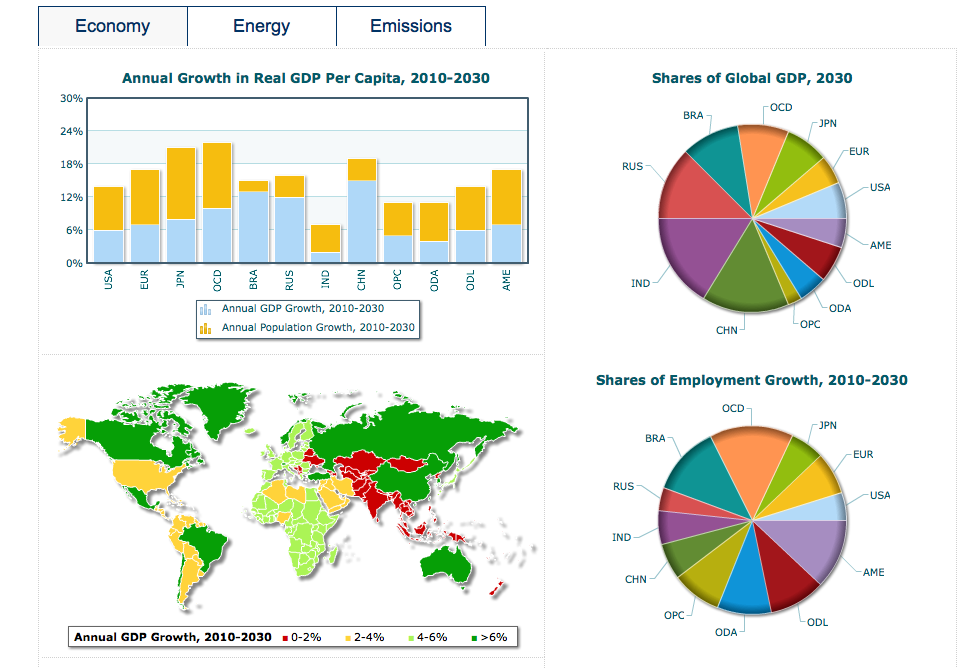 Economy Energy Emissions
Annual Growth in Real GDP Per Capita, 2010-2030
30%
24%
18%
12%
6%
0%
USA EUR JPN OCD BRA RUS IND CHN OPC ODA ODL AME
Annual GDP Growth, 2010-2030
Annual Population Growth, 2010-2030
Shares of Global GDP, 2030
OCD
BRA
JPN
EUR
RUS
USA
AME
IND
ODL
ODA
OPC
CHN
Annual GDP Growth, 2010-2030 0-2% 2-4% 4-6% >6%
Shares of Employment Growth, 2010-2030
OCD
JPN
BRA
EUR
RUS
USA
IND
AME
CHN
OPC
ODL
ODA